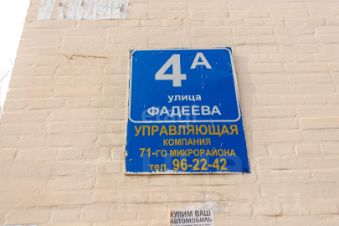 4А
улица
ФАДЕЕВА
УПРАВЛЯЮЩАЯ
КОМПАНИЯ
71-го МИКРОРАЙОНА
тел. 96-22-42
КУПИМ ВАШ
АВТОМОБИЛЬ